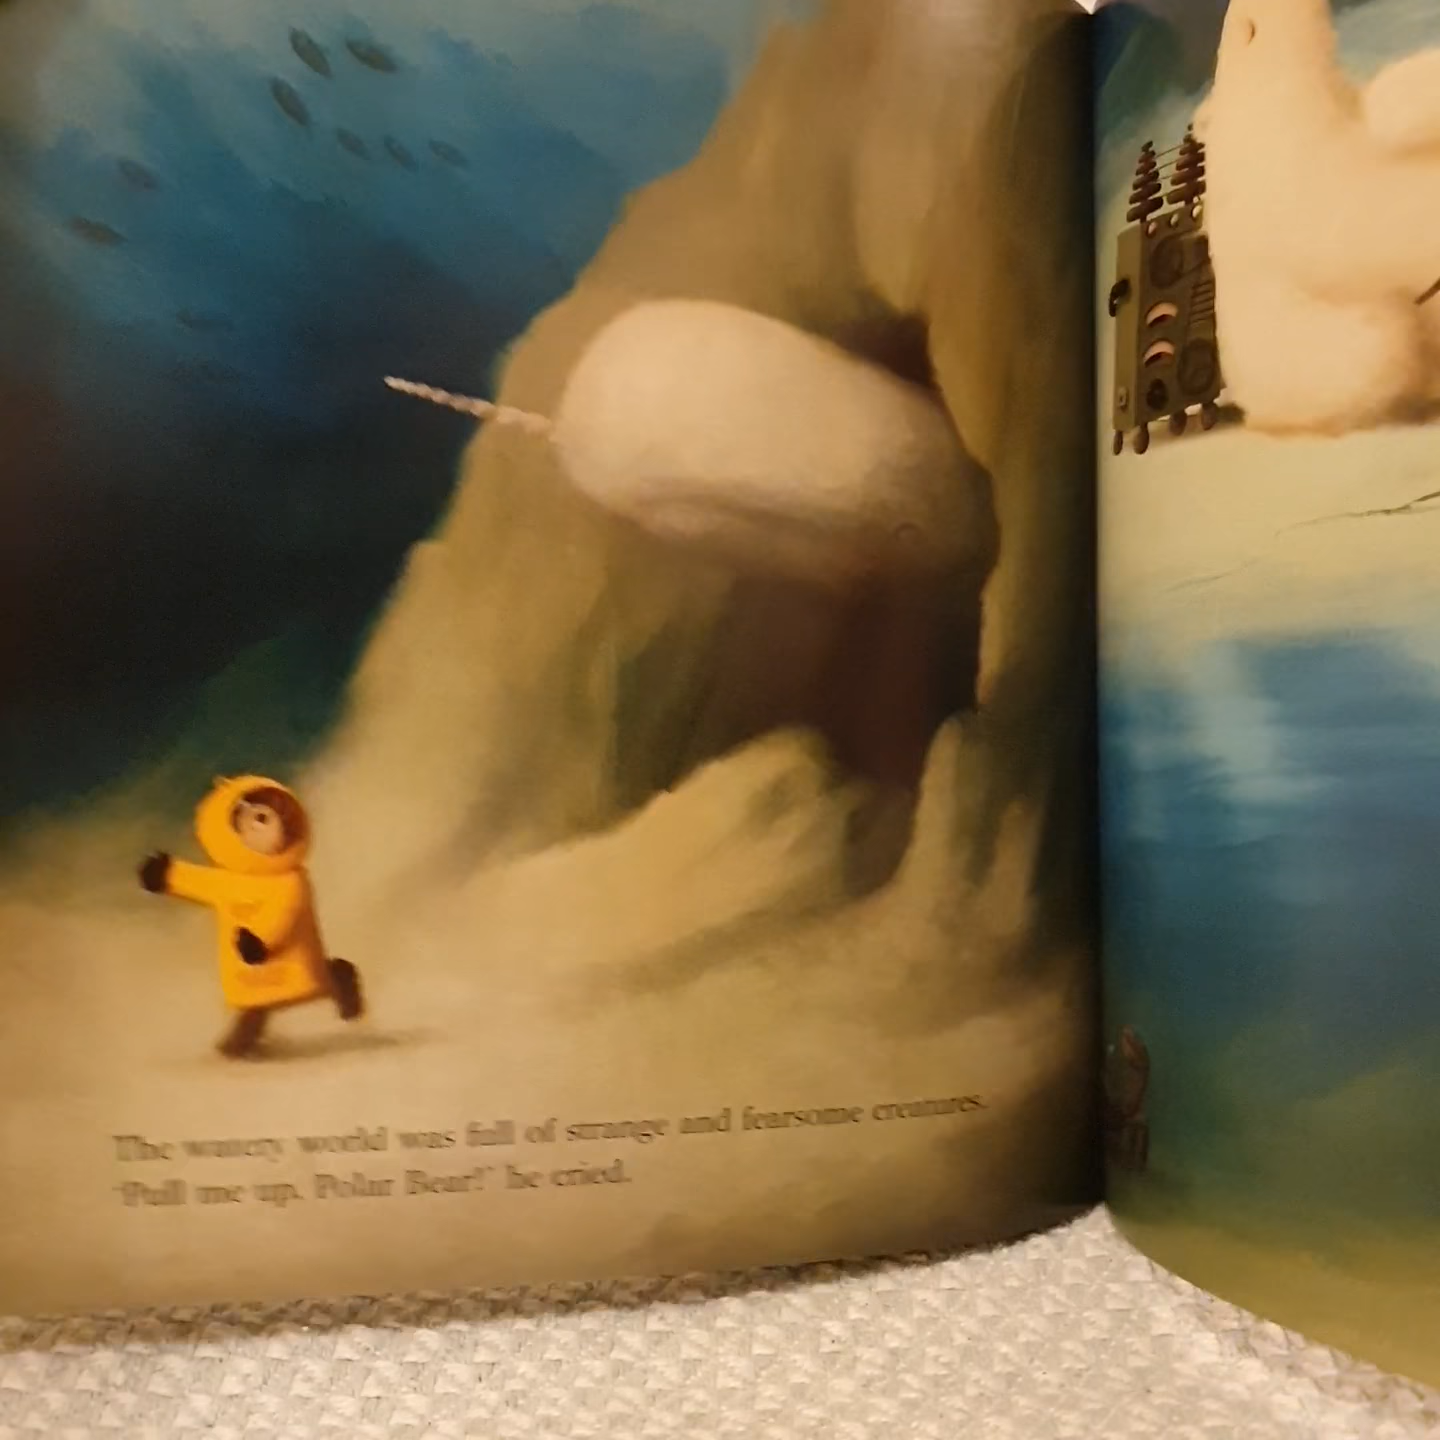 The watery world was full of strange and fearsome creatures.
"Pull me up, Polar Bear!" he cried.